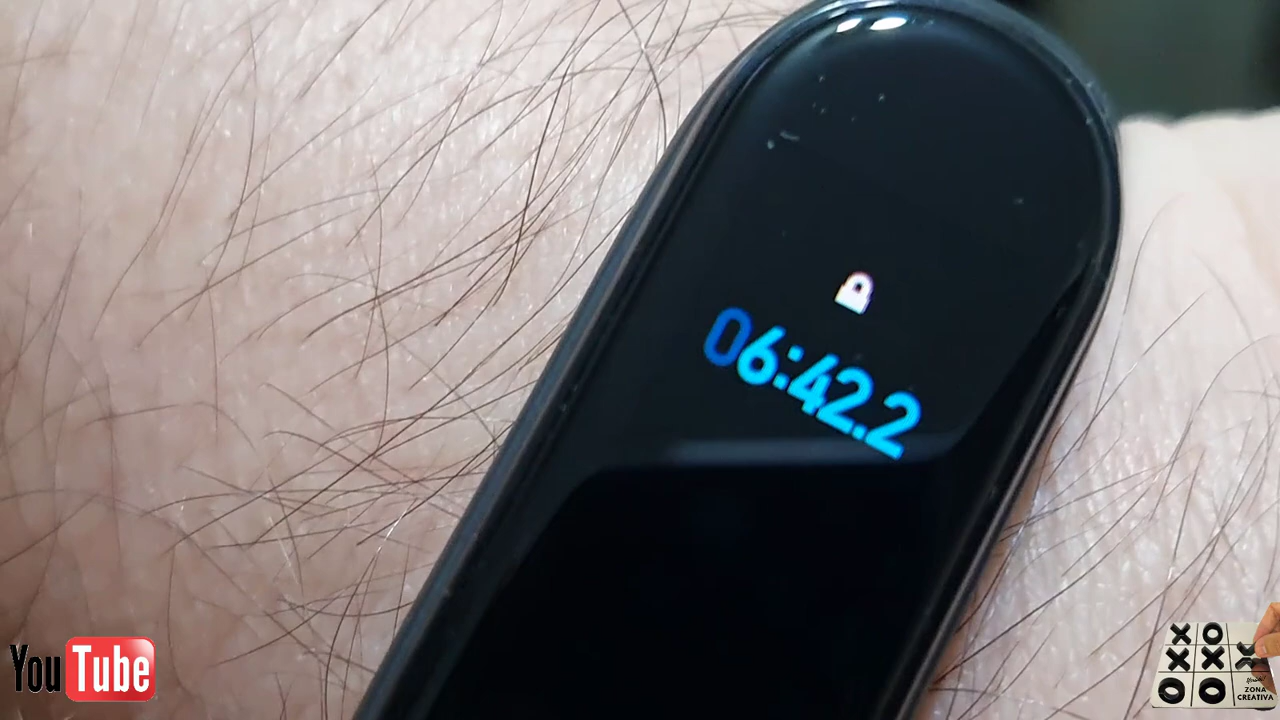 06:42.2
YouTube
X O
X X X
O O
ZONA
CREATIVA